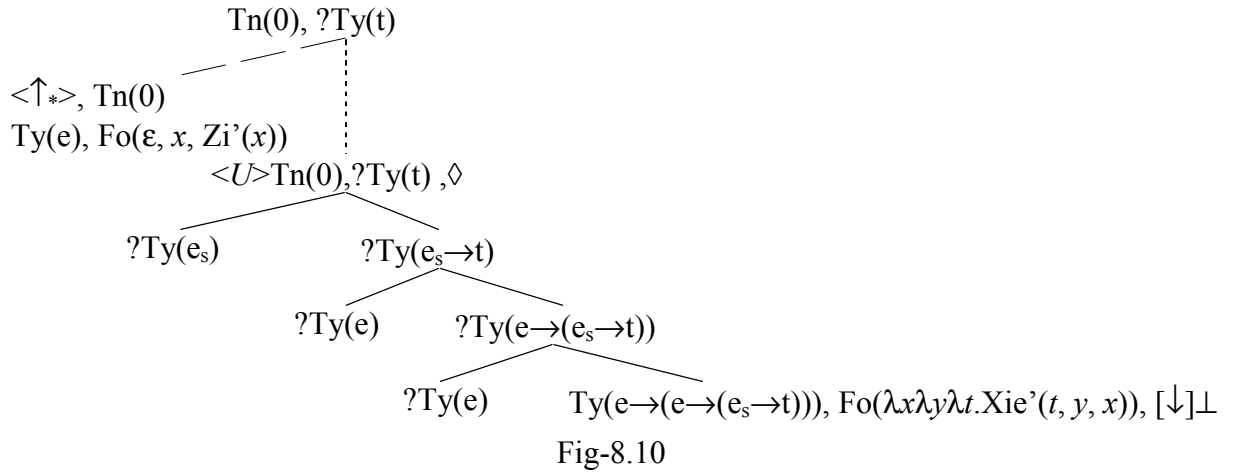 Tn(0), ?Ty(t)
<↑*>, Tn(0)
Ty(e), Fo(ε, x, Zi’(x))
<U>Tn(0),?Ty(t) ,◊
?Ty(eₛ) ?Ty(eₛ→t)
?Ty(e) ?Ty(e→(eₛ→t))
?Ty(e) Ty(e→(e→(eₛ→t))), Fo(λxλyλt.Xie’(t, y, x)), [↓]⊥
Fig-8.10